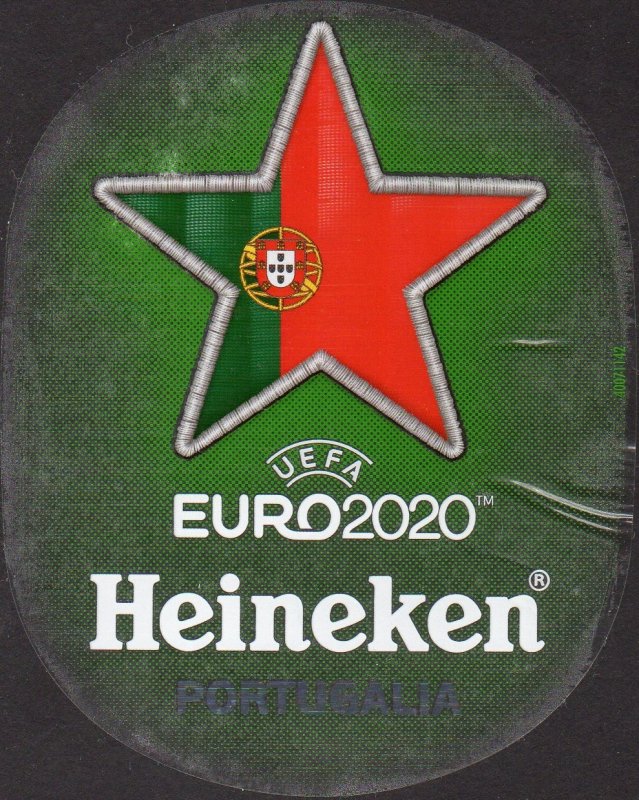 UEFA
EURO2020™
Heineken®
PORTUGALIA